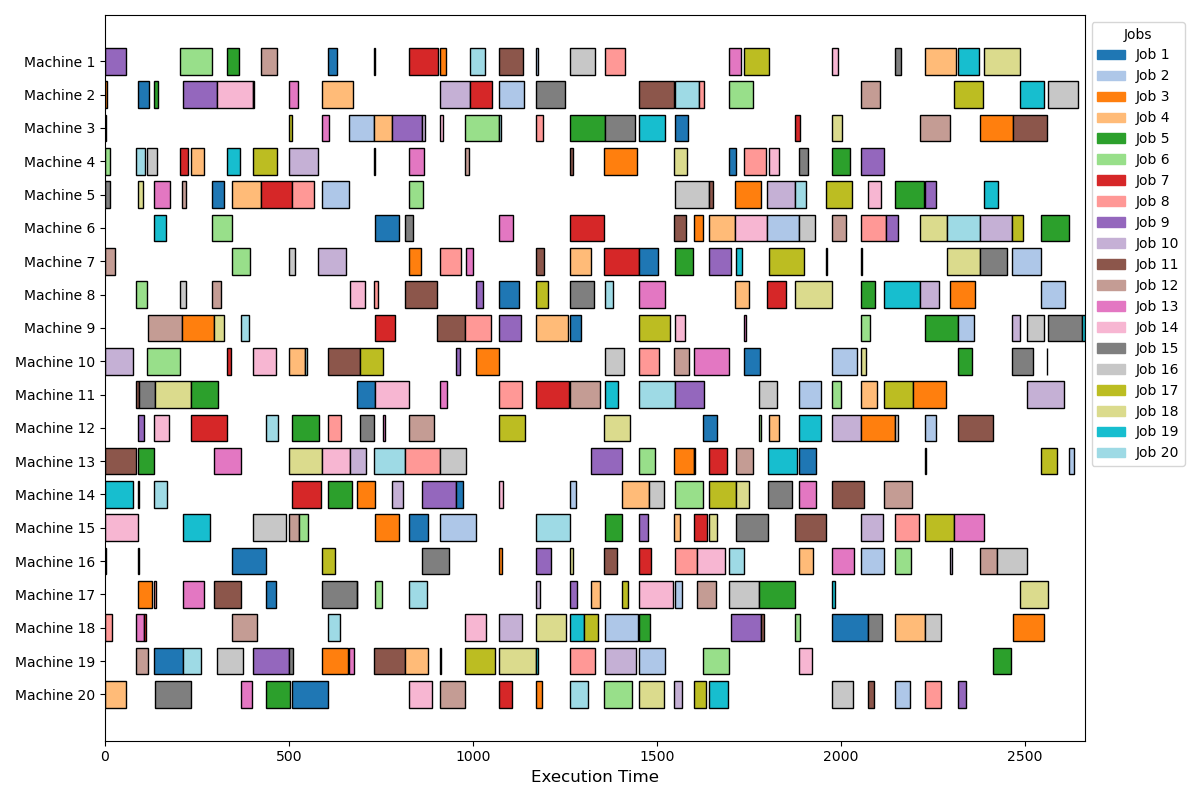 Machine 1
Machine 2
Machine 3
Machine 4
Machine 5
Machine 6
Machine 7
Machine 8
Machine 9
Machine 10
Machine 11
Machine 12
Machine 13
Machine 14
Machine 15
Machine 16
Machine 17
Machine 18
Machine 19
Machine 20
0 500 1000 1500 2000 2500
Execution Time
Jobs
Job 1
Job 2
Job 3
Job 4
Job 5
Job 6
Job 7
Job 8
Job 9
Job 10
Job 11
Job 12
Job 13
Job 14
Job 15
Job 16
Job 17
Job 18
Job 19
Job 20